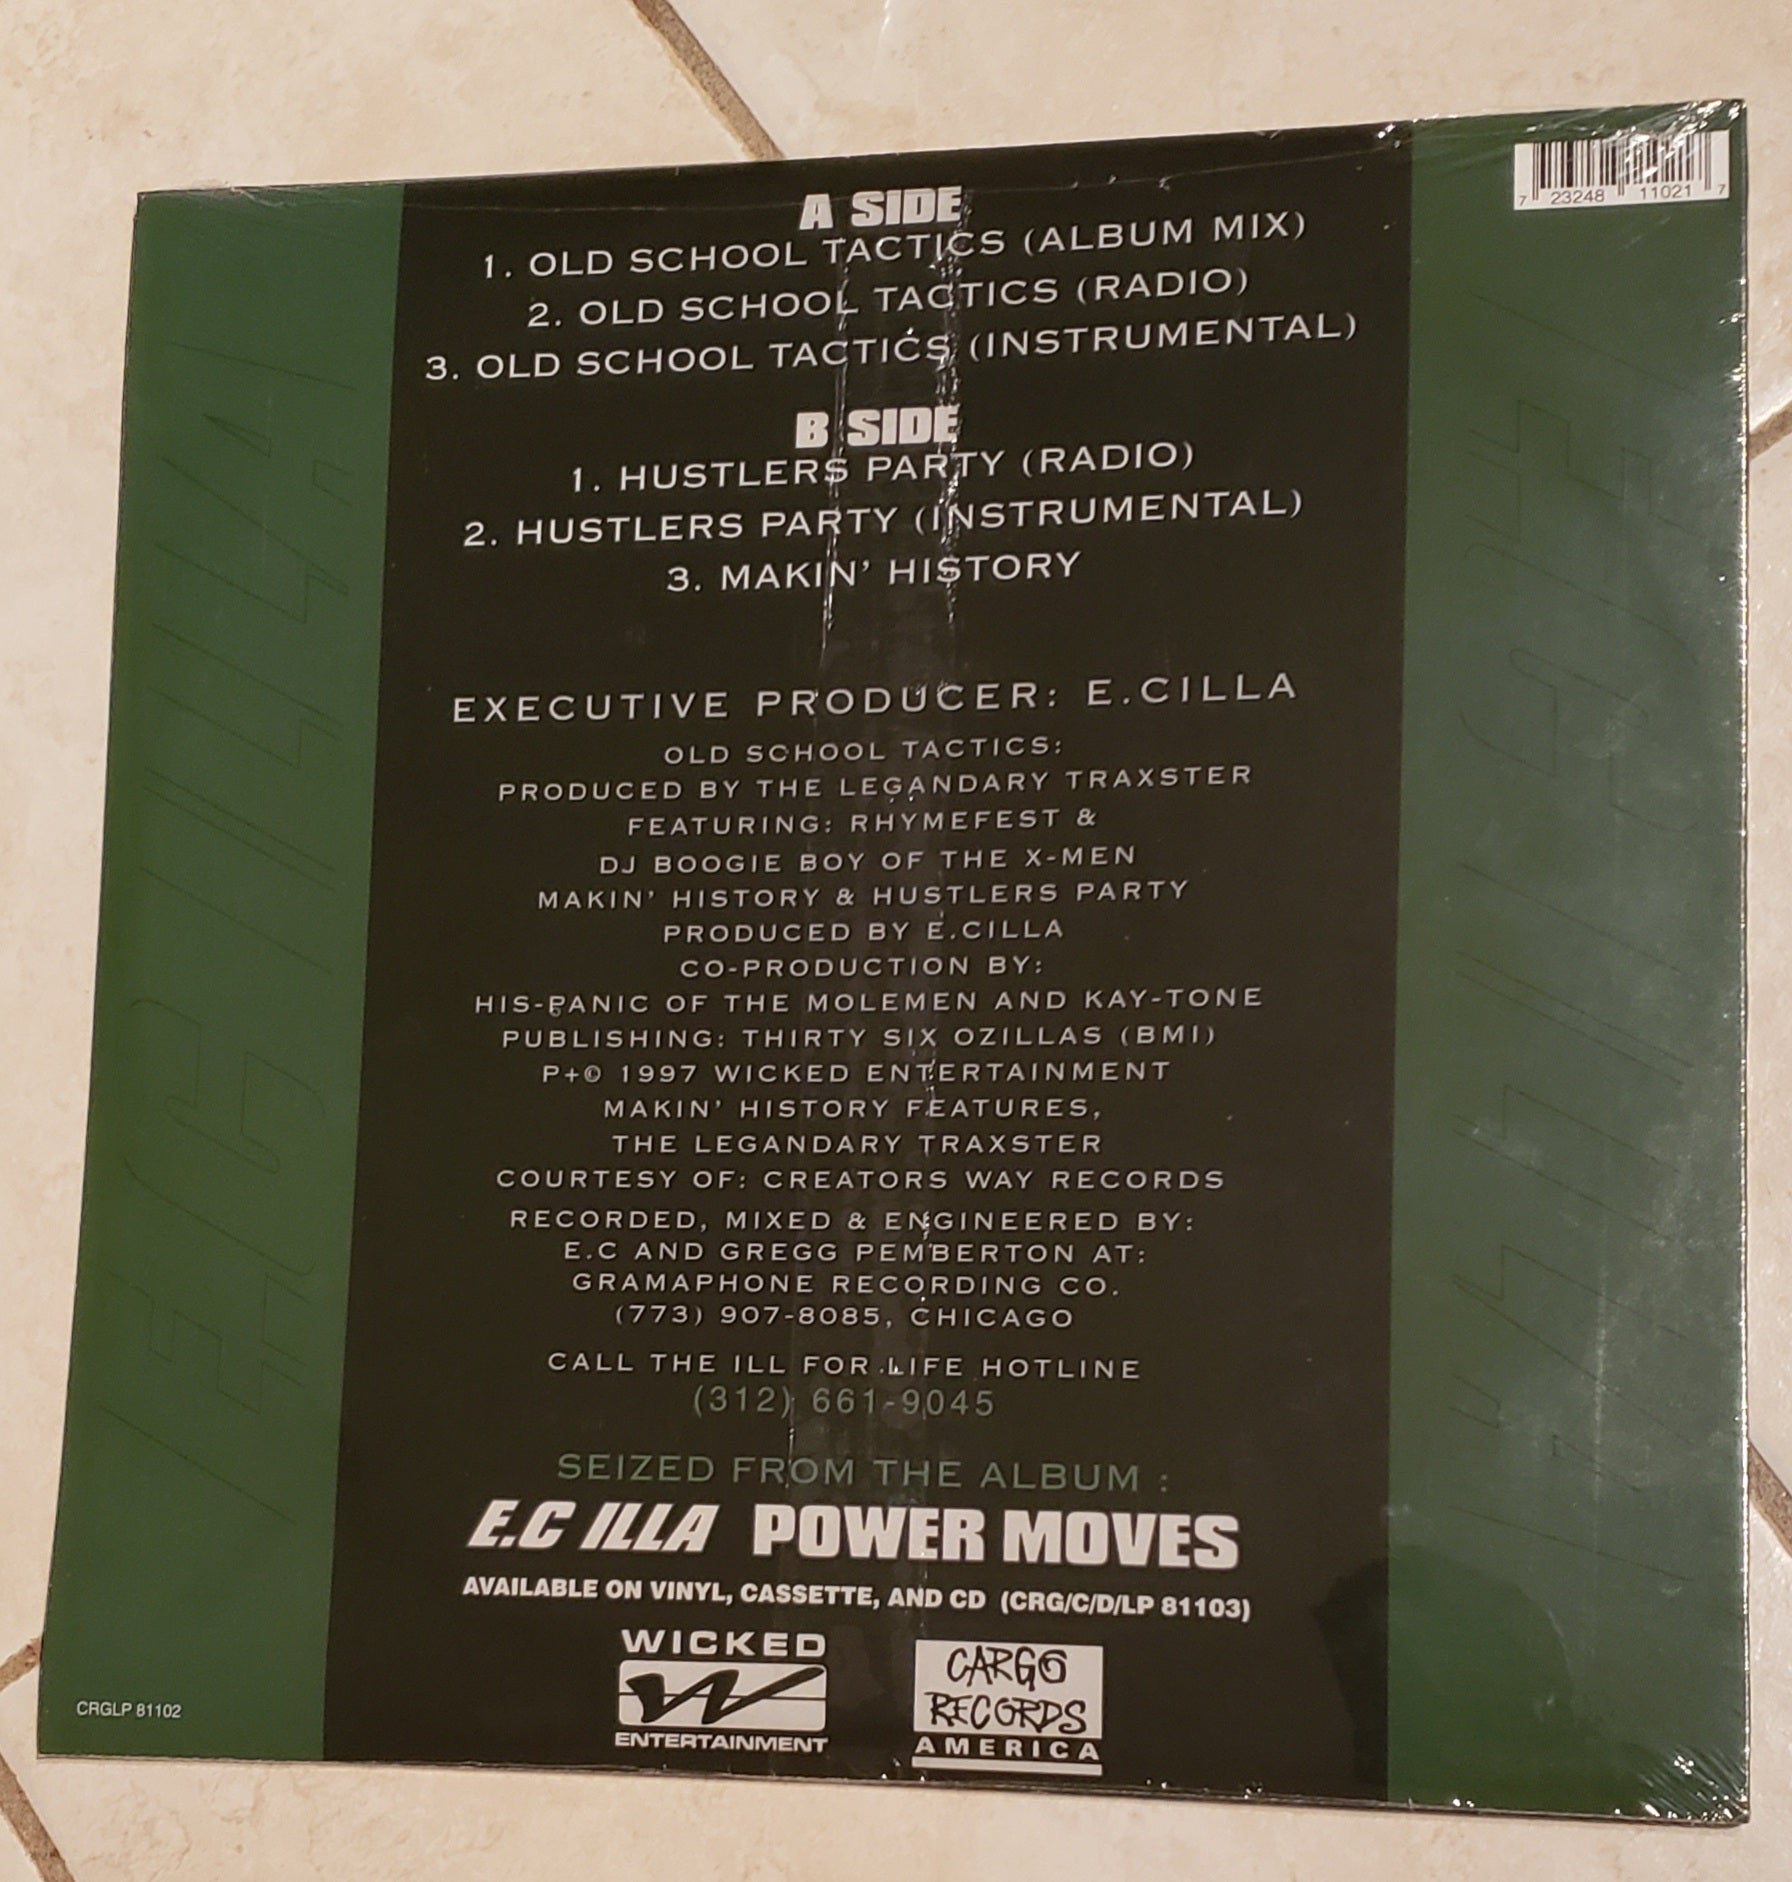 7 23248 11021 7
A SIDE
1. OLD SCHOOL TACTICS (ALBUM MIX)
2. OLD SCHOOL TACTICS (RADIO)
3. OLD SCHOOL TACTICS (INSTRUMENTAL)
B SIDE
1. HUSTLERS PARTY (RADIO)
2. HUSTLERS PARTY (INSTRUMENTAL)
3. MAKIN' HISTORY
EXECUTIVE PRODUCER: E.CILLA
OLD SCHOOL TACTICS:
PRODUCED BY THE LEGANDARY TRAXSTER
FEATURING: RHYMEFEST &
DJ BOOGIE BOY OF THE X-MEN
MAKIN' HISTORY & HUSTLERS PARTY
PRODUCED BY E.CILLA
CO-PRODUCTION BY:
HIS-PANIC OF THE MOLEMEN AND KAY-TONE
PUBLISHING: THIRTY SIX OZILLAS (BMI)
P+© 1997 WICKED ENTERTAINMENT
MAKIN' HISTORY FEATURES,
THE LEGANDARY TRAXSTER
COURTESY OF: CREATORS WAY RECORDS
RECORDED, MIXED & ENGINEERED BY:
E.C AND GREGG PEMBERTON AT:
GRAMAPHONE RECORDING CO.
(773) 907-8085, CHICAGO
CALL THE ILL FOR LIFE HOTLINE
(312) 661-9045
SEIZED FROM THE ALBUM :
E.C ILLA POWER MOVES
AVAILABLE ON VINYL, CASSETTE, AND CD (CRG/C/D/LP 81103)
WICKED
W
ENTERTAINMENT
CARGO
RECORDS
AMERICA
CRGLP 81102